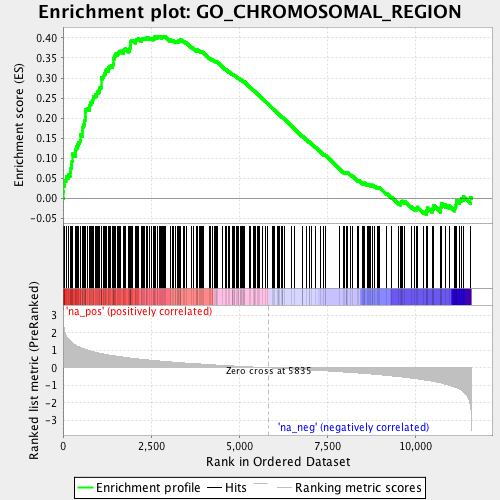 Enrichment plot: GO_CHROMOSOMAL_REGION
Enrichment score (ES)
0.40
0.35
0.30
0.25
0.20
0.15
0.10
0.05
0.00
-0.05
Ranked list metric (PreRanked)
3
2
1
0
-1
-2
-3
'na_pos' (positively correlated)
Zero cross at 5835
'na_neg' (negatively correlated)
0
2,500
5,000
7,500
10,000
Rank in Ordered Dataset
Enrichment profile
Hits
Ranking metric scores